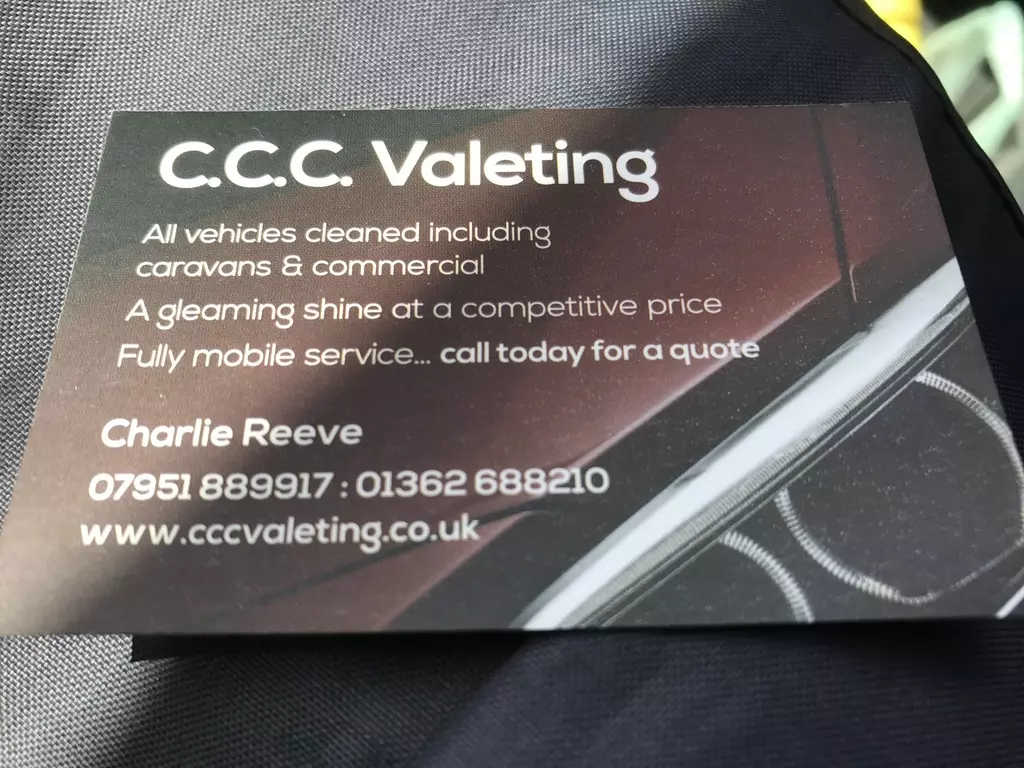 C.C.C. Valeting
All vehicles cleaned including
caravans & commercial
A gleaming shine at a competitive price
Fully mobile service... call today for a quote
Charlie Reeve
07951 889917 : 01362 688210
www.cccvaleting.co.uk